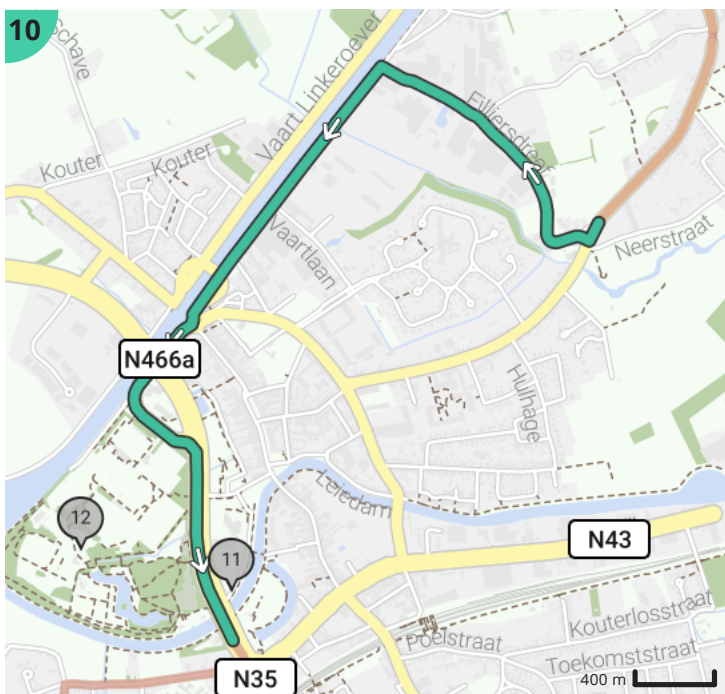 10
schave
Vaart Linkeroever
Filliersdreef
Kouter
Kouter
Vaartlaan
Neerstraat
N466a
Hulhage
Leiedam
12
11
N43
Kouterlosstraat
Poelstraat
Toekomststraat
N35
400 m